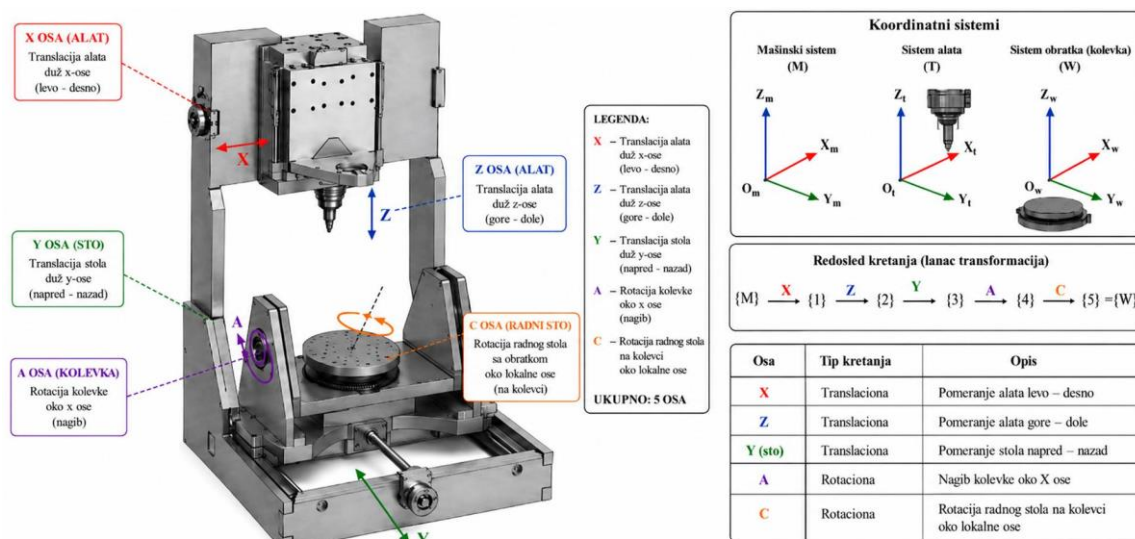 X OSA (ALAT)
Translacija alata
duž x-ose
(levo - desno)
X
Z OSA (ALAT)
Translacija alata
duž z-ose
(gore - dole)
Z
Y OSA (STO)
Translacija stola
duž y-ose
(napred - nazad)
A
A OSA (KOLEVKA)
Rotacija kolevke
oko x ose
(nagib)
C OSA (RADNI STO)
Rotacija radnog stola
sa obratkom
oko lokalne ose
(na kolevci)
Y
LEGENDA:
X – Translacija alata
duž x-ose
(levo - desno)
Z – Translacija alata
duž z-ose
(gore - dole)
Y – Translacija stola
duž y-ose
(napred - nazad)
A – Rotacija kolevke
oko x ose
(nagib)
C – Rotacija radnog stola
na kolevci
oko lokalne ose
UKUPNO: 5 OSA
Koordinatni sistemi
Mašinski sistem
(M)
Zm
Xm
Om
Ym
Sistem alata
(T)
Zt
Xt
Ot
Yt
Sistem obratka (kolevka)
(W)
Zw
Xw
Ow
Yw
Redosled kretanja (lanac transformacija)
{M} X {1} Z {2} Y {3} A {4} C {5} ={W}
Osa Tip kretanja Opis
X Translaciona Pomeranje alata levo – desno
Z Translaciona Pomeranje alata gore – dole
Y (sto) Translaciona Pomeranje stola napred – nazad
A Rotaciona Nagib kolevke oko X ose
C Rotaciona Rotacija radnog stola na kolevci
oko lokalne ose